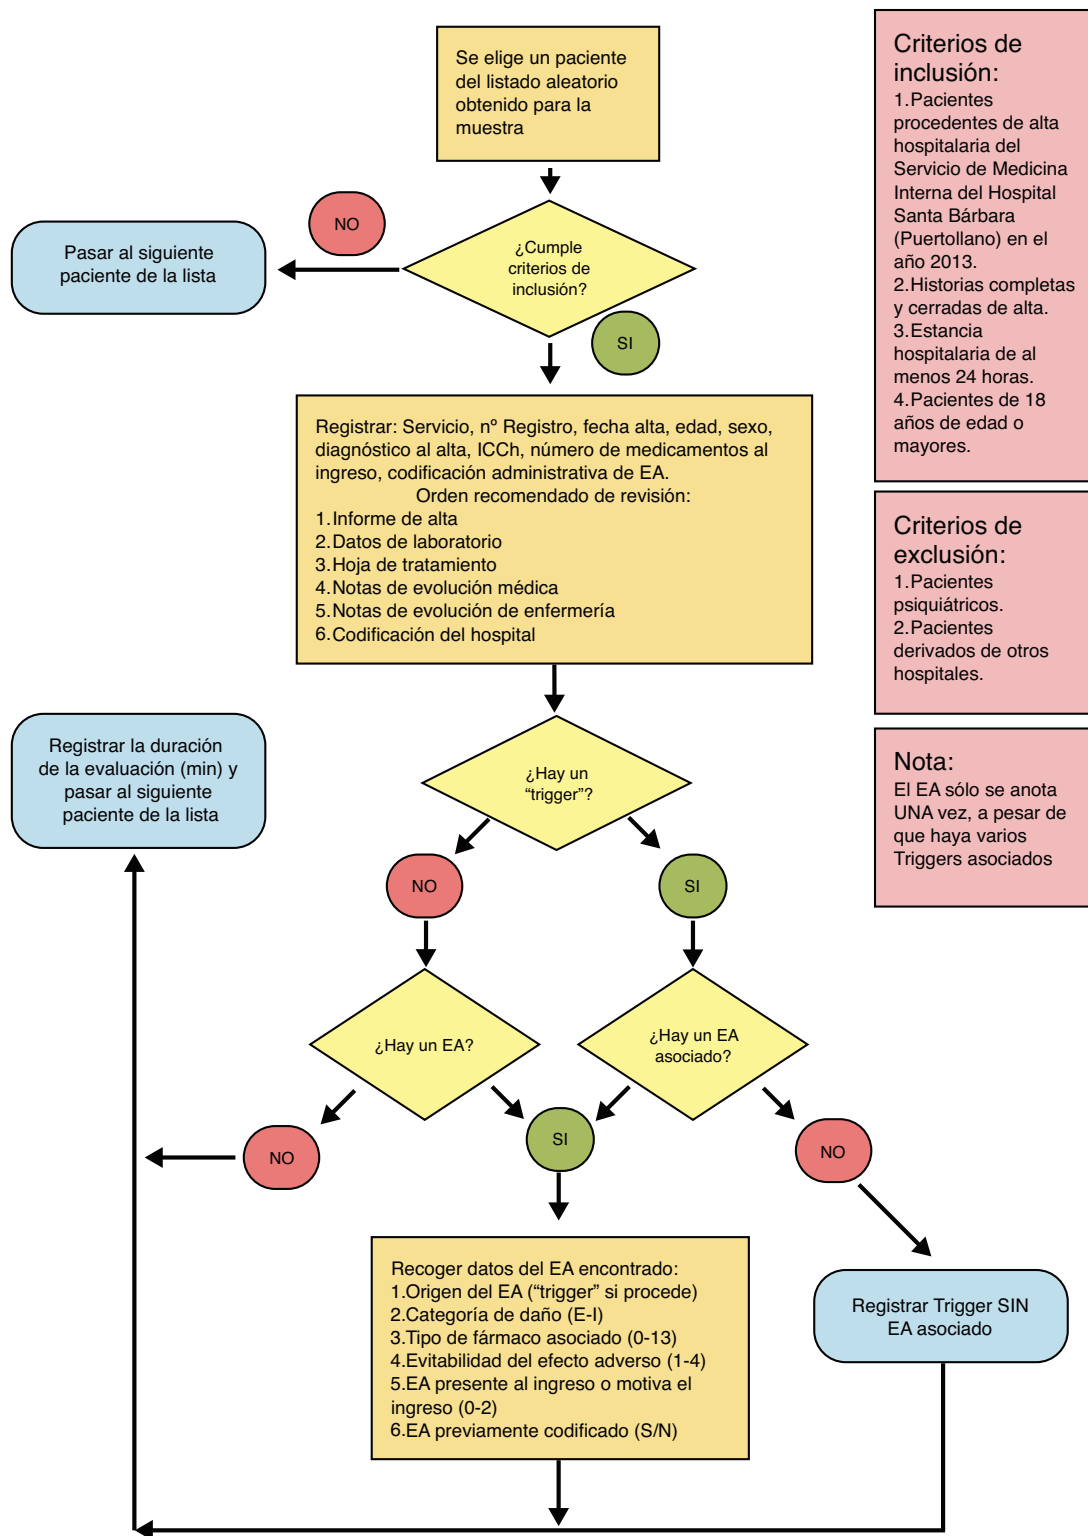 Se elige un paciente
del listado aleatorio
obtenido para la
muestra
NO
Pasar al siguiente
paciente de la lista
¿Cumple
criterios de
inclusión?
SI
Registrar: Servicio, nº Registro, fecha alta, edad, sexo,
diagnóstico al alta, ICCh, número de medicamentos al
ingreso, codificación administrativa de EA.
Orden recomendado de revisión:
1.Informe de alta
2.Datos de laboratorio
3.Hoja de tratamiento
4.Notas de evolución médica
5.Notas de evolución de enfermería
6.Codificación del hospital
Registrar la duración
de la evaluación (min) y
pasar al siguiente
paciente de la lista
¿Hay un
“trigger”?
NO
SI
¿Hay un EA?
¿Hay un EA
asociado?
NO
SI
NO
Recoger datos del EA encontrado:
1.Origen del EA (“trigger” si procede)
2.Categoría de daño (E-I)
3.Tipo de fármaco asociado (0-13)
4.Evitabilidad del efecto adverso (1-4)
5.EA presente al ingreso o motiva el
ingreso (0-2)
6.EA previamente codificado (S/N)
Registrar Trigger SIN
EA asociado
Criterios de
inclusión:
1.Pacientes
procedentes de alta
hospitalaria del
Servicio de Medicina
Interna del Hospital
Santa Bárbara
(Puertollano) en el
año 2013.
2.Historias completas
y cerradas de alta.
3.Estancia
hospitalaria de al
menos 24 horas.
4.Pacientes de 18
años de edad o
mayores.
Criterios de
exclusión:
1.Pacientes
psiquiátricos.
2.Pacientes
derivados de otros
hospitales.
Nota:
El EA sólo se anota
UNA vez, a pesar de
que haya varios
Triggers asociados